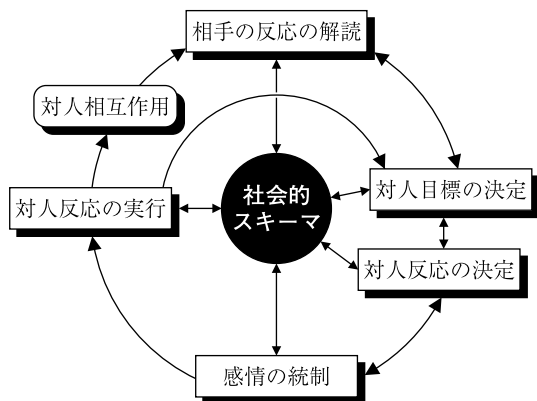 相手の反応の解読
対人相互作用
対人反応の実行
社会的
スキーマ
対人目標の決定
対人反応の決定
感情の統制